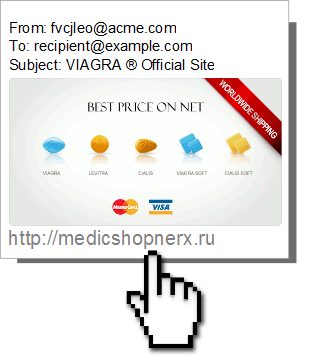 From: fvcjleo@acme.com
To: recipient@example.com
Subject: VIAGRA ® Official Site
WORLDWIDE SHIPPING
BEST PRICE ON NET
VIAGRA LEVITRA CIALIS VIAGRA SOFT CIALIS SOFT
MasterCard VISA
http://medicshopnerx.ru